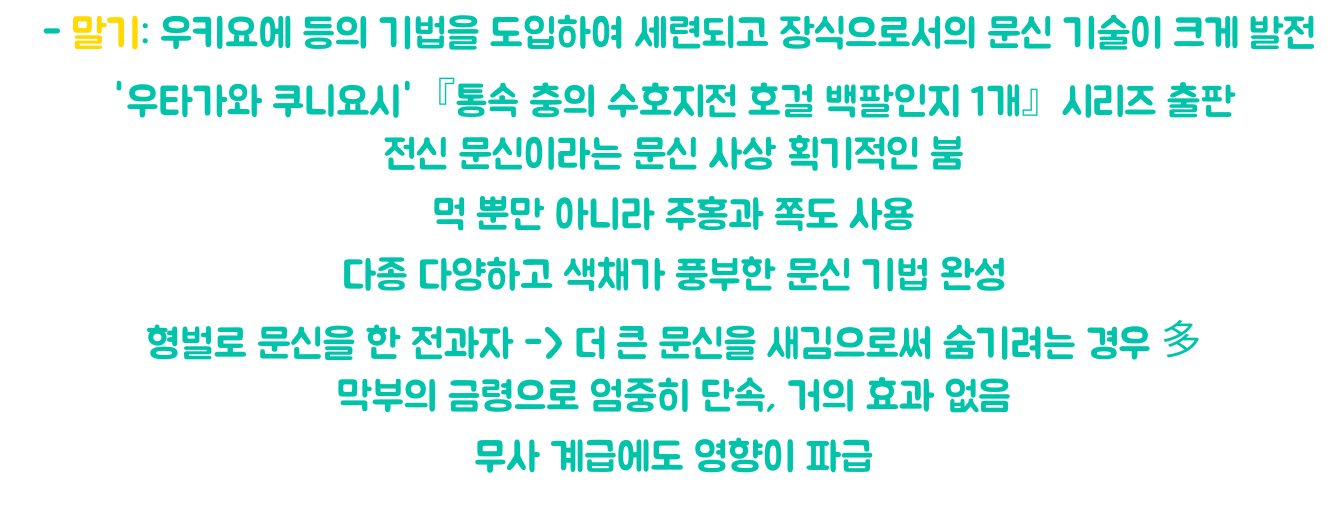 - 말기: 우키요에 등의 기법을 도입하여 세련되고 장식으로서의 문신 기술이 크게 발전
'우타가와 쿠니요시' 『통속 충의 수호지전 호걸 백팔인지 1개』 시리즈 출판
전신 문신이라는 문신 사상 획기적인 붐
먹 뿐만 아니라 주홍과 쪽도 사용
다종 다양하고 색채가 풍부한 문신 기법 완성
형벌로 문신을 한 전과자 -> 더 큰 문신을 새김으로써 숨기려는 경우 多
막부의 금령으로 엄중히 단속, 거의 효과 없음
무사 계급에도 영향이 파급